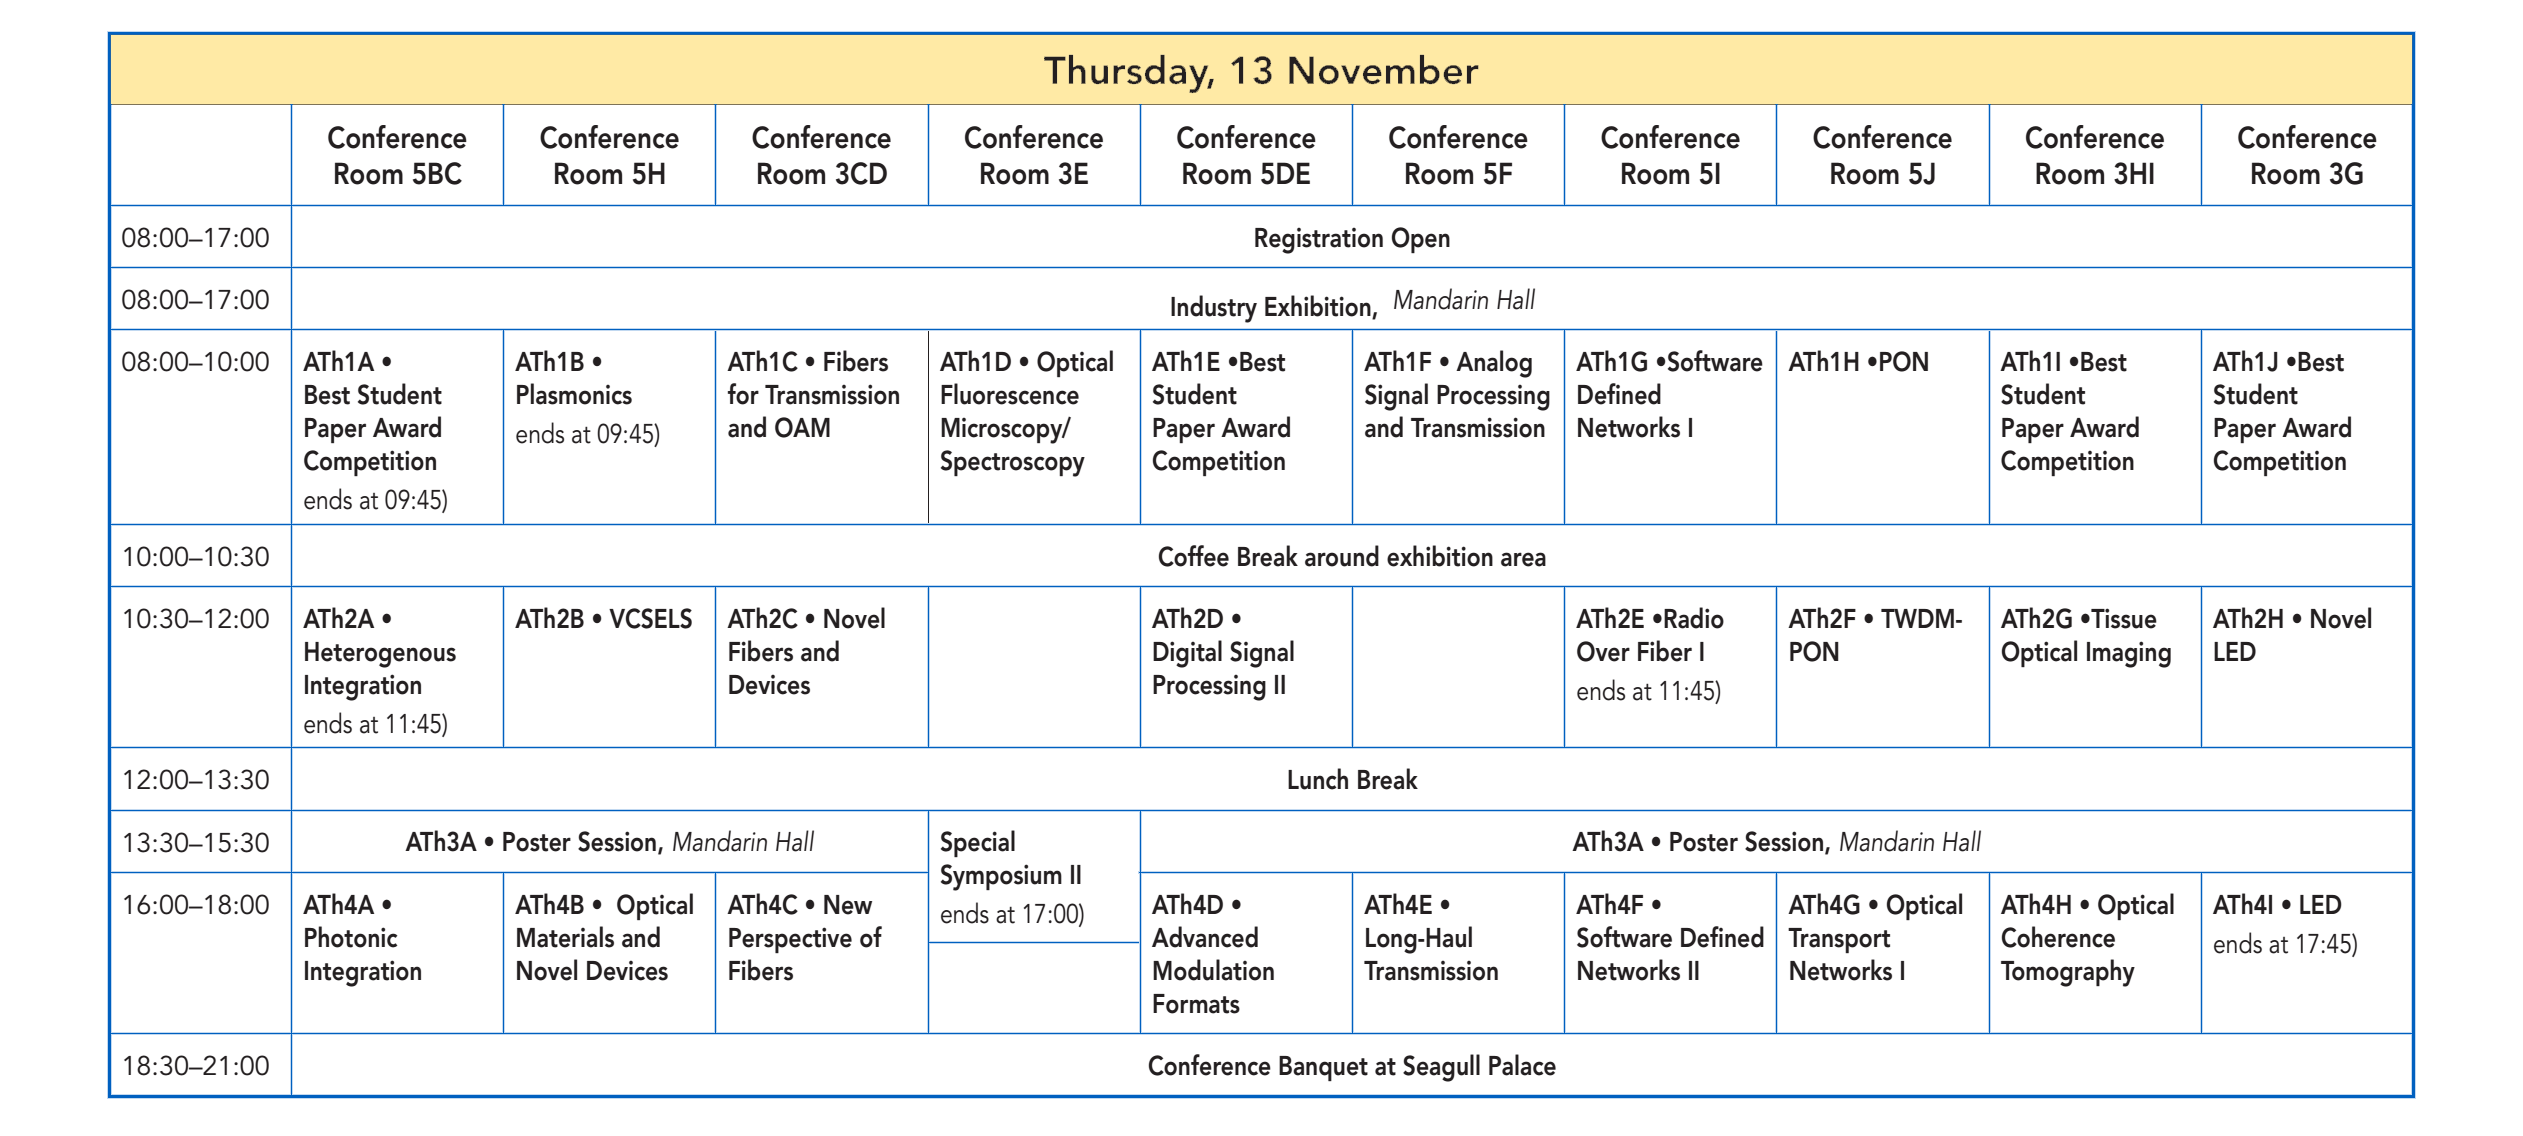 Thursday, 13 November
Conference
Room 5BC
Conference
Room 5H
Conference
Room 3CD
Conference
Room 3E
Conference
Room 5DE
Conference
Room 5F
Conference
Room 5I
Conference
Room 5J
Conference
Room 3HI
Conference
Room 3G
08:00–17:00
Registration Open
08:00–17:00
Industry Exhibition, Mandarin Hall
08:00–10:00
ATh1A •
Best Student
Paper Award
Competition
ends at 09:45)
ATh1B •
Plasmonics
ends at 09:45)
ATh1C • Fibers
for Transmission
and OAM
ATh1D • Optical
Fluorescence
Microscopy/
Spectroscopy
ATh1E •Best
Student
Paper Award
Competition
ATh1F • Analog
Signal Processing
and Transmission
ATh1G •Software
Defined
Networks I
ATh1H •PON
ATh1I •Best
Student
Paper Award
Competition
ATh1J •Best
Student
Paper Award
Competition
10:00–10:30
Coffee Break around exhibition area
10:30–12:00
ATh2A •
Heterogenous
Integration
ends at 11:45)
ATh2B • VCSELS
ATh2C • Novel
Fibers and
Devices
ATh2D •
Digital Signal
Processing II
ATh2E •Radio
Over Fiber I
ends at 11:45)
ATh2F • TWDM-
PON
ATh2G •Tissue
Optical Imaging
ATh2H • Novel
LED
12:00–13:30
Lunch Break
13:30–15:30
ATh3A • Poster Session, Mandarin Hall
Special
Symposium II
ends at 17:00)
ATh3A • Poster Session, Mandarin Hall
16:00–18:00
ATh4A •
Photonic
Integration
ATh4B • Optical
Materials and
Novel Devices
ATh4C • New
Perspective of
Fibers
ATh4D •
Advanced
Modulation
Formats
ATh4E •
Long-Haul
Transmission
ATh4F •
Software Defined
Networks II
ATh4G • Optical
Transport
Networks I
ATh4H • Optical
Coherence
Tomography
ATh4I • LED
ends at 17:45)
18:30–21:00
Conference Banquet at Seagull Palace